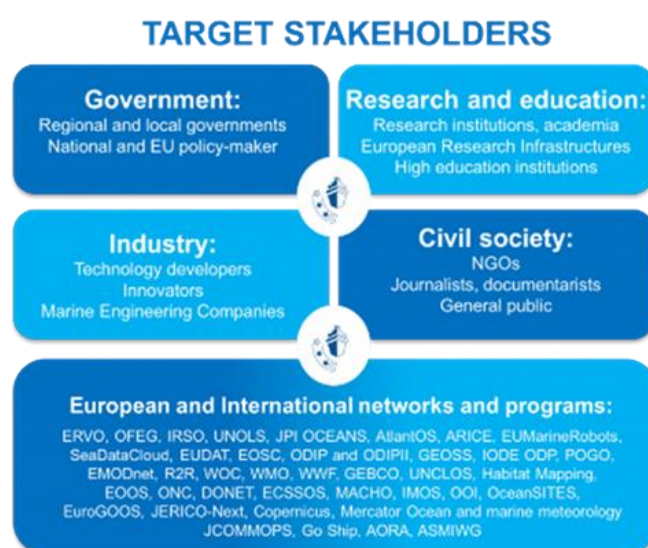 TARGET STAKEHOLDERS
Government:
Regional and local governments
National and EU policy-maker
Research and education:
Research institutions, academia
European Research Infrastructures
High education institutions
Industry:
Technology developers
Innovators
Marine Engineering Companies
Civil society:
NGOs
Journalists, documentarists
General public
European and International networks and programs:
ERVO, OFEG, IRSO, UNOLS, JPI OCEANS, AtlantOS, ARICE, EUMarineRobots,
SeaDataCloud, EUDAT, EOSC, ODIP and ODIPII, GEOSS, IODE ODP, POGO,
EMODnet, R2R, WOC, WMO, WWF, GEBCO, UNCLOS, Habitat Mapping,
EOOS, ONC, DONET, ECSSOS, MACHO, IMOS, OOI, OceanSITES,
EuroGOOS, JERICO-Next, Copernicus, Mercator Ocean and marine meteorology
JCOMMOPS, Go Ship, AORA, ASMIWG